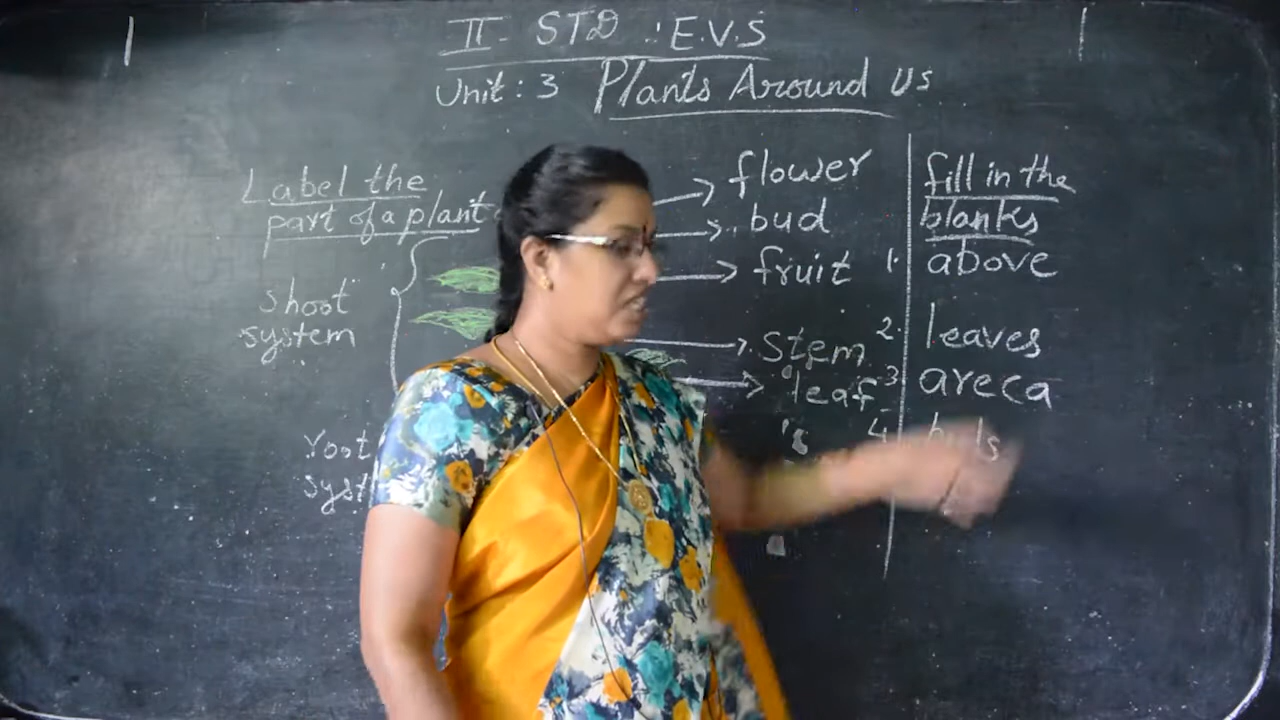 II - STD : E.V.S
Unit : 3 Plants Around Us
Label the
part of a plant
shoot
system
root
flower
bud
fruit
stem
leaf
fill in the
blanks
1. above
2. leaves
3. areca
4.